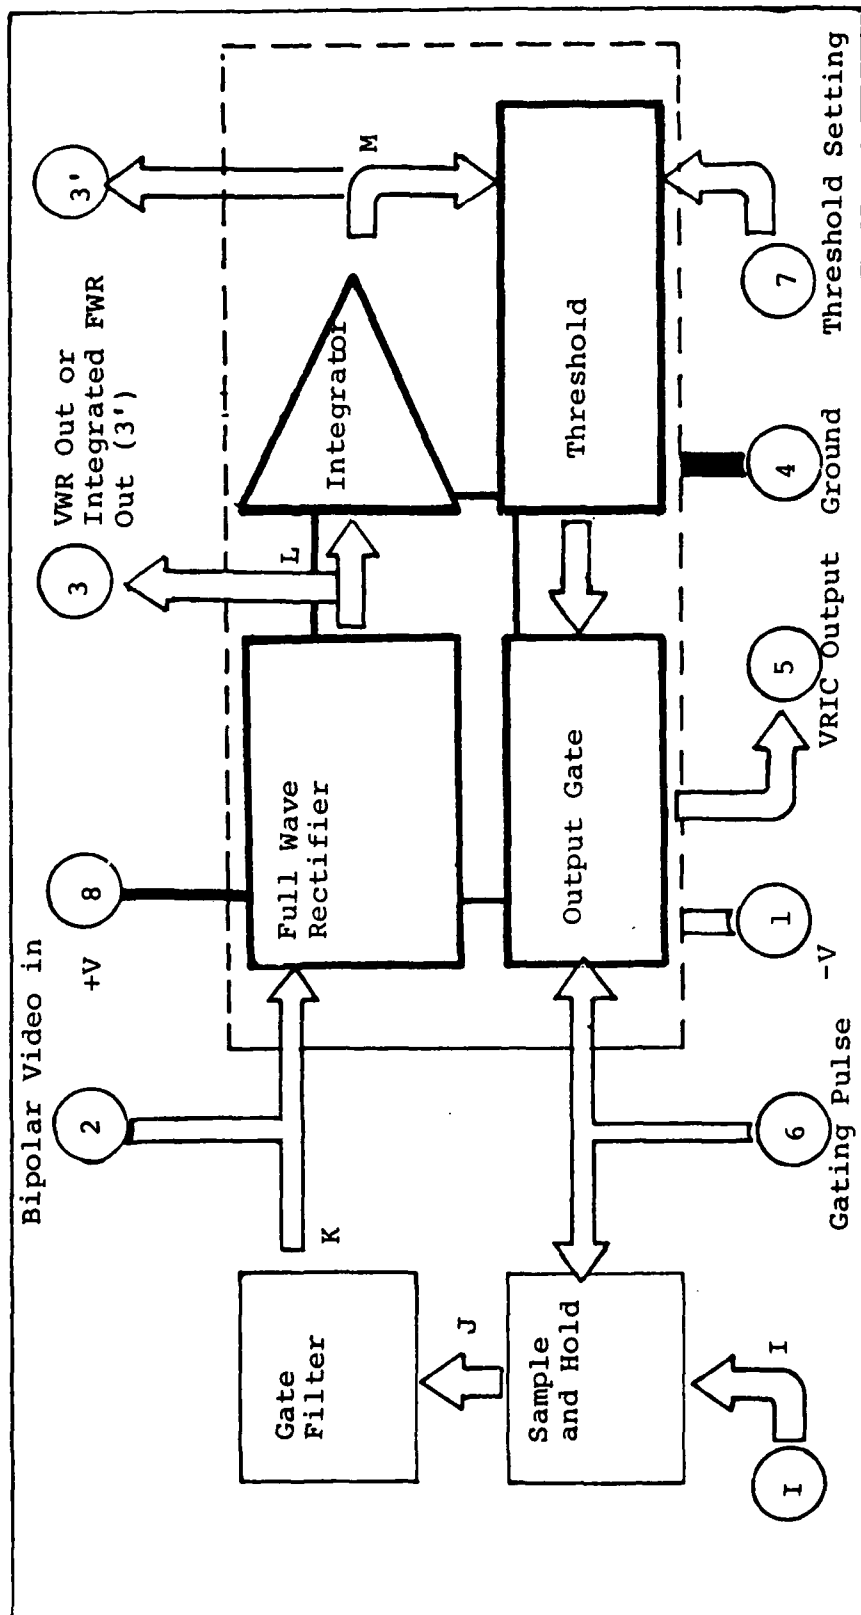 Bipolar Video in
2
+V
8
3
VWR Out or
Integrated FWR
Out (3')
3'
K
Gate
Filter
Full Wave
Rectifier
L
Integrator
M
J
Sample
and Hold
Output Gate
Threshold
I
I
6
Gating Pulse
1
-V
5
VRIC Output
4
Ground
7
Threshold Setting